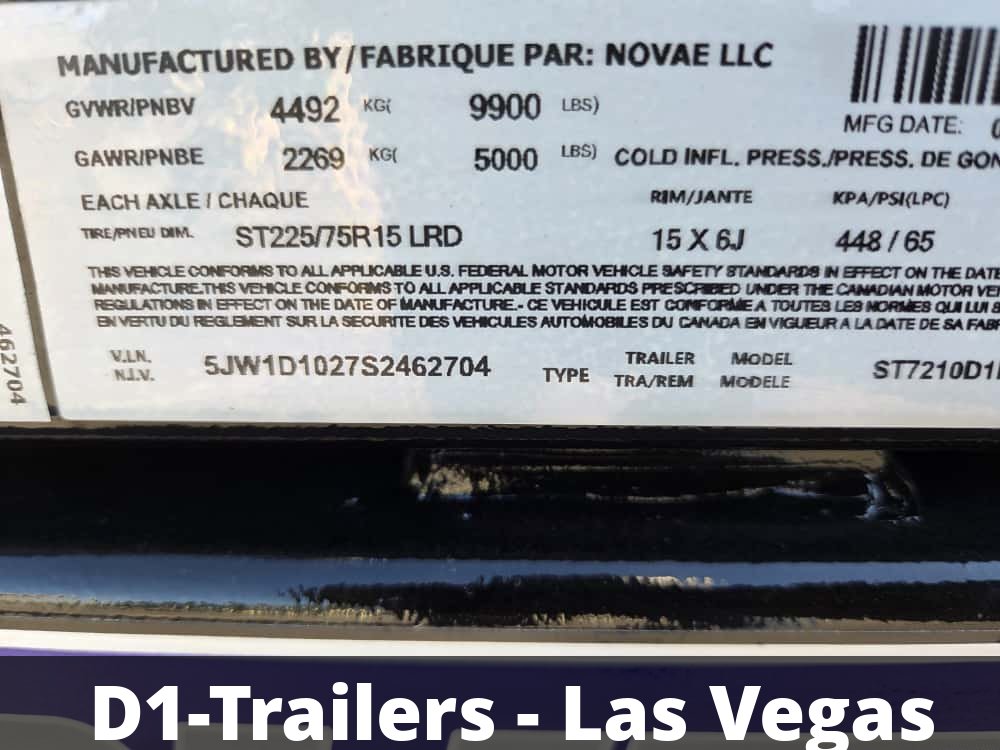 MANUFACTURED BY/FABRIQUE PAR: NOVAE LLC
GVWR/PNBV 4492 KG( 9900 LBS)
MFG DATE:
GAWR/PNBE 2269 KG( 5000 LBS) COLD INFL. PRESS./PRESS. DE GON
EACH AXLE / CHAQUE RIM/JANTE KPA/PSI(LPC)
TIRE/PNEU DIM. ST225/75R15 LRD 15 X 6J 448 / 65
THIS VEHICLE CONFORMS TO ALL APPLICABLE U.S. FEDERAL MOTOR VEHICLE SAFETY STANDARDS IN EFFECT ON THE DATE
MANUFACTURE.THIS VEHICLE CONFORMS TO ALL APPLICABLE STANDARDS PRESCRIBED UNDER THE CANADIAN MOTOR VE
REGULATIONS IN EFFECT ON THE DATE OF MANUFACTURE.- CE VEHICULE EST CONFORME A TOUTES LES NORMES QUI LUI S
EN VERTU DU REGLEMENT SUR LA SECURITE DES VEHICULES AUTOMOBILES DU CANADA EN VIGUEUR A LA DATE DE SA FABR
V.I.N. 5JW1D1027S2462704 TYPE TRAILER MODEL ST7210D1
N.I.V. TRA/REM MODELE
462704
D1-Trailers - Las Vegas